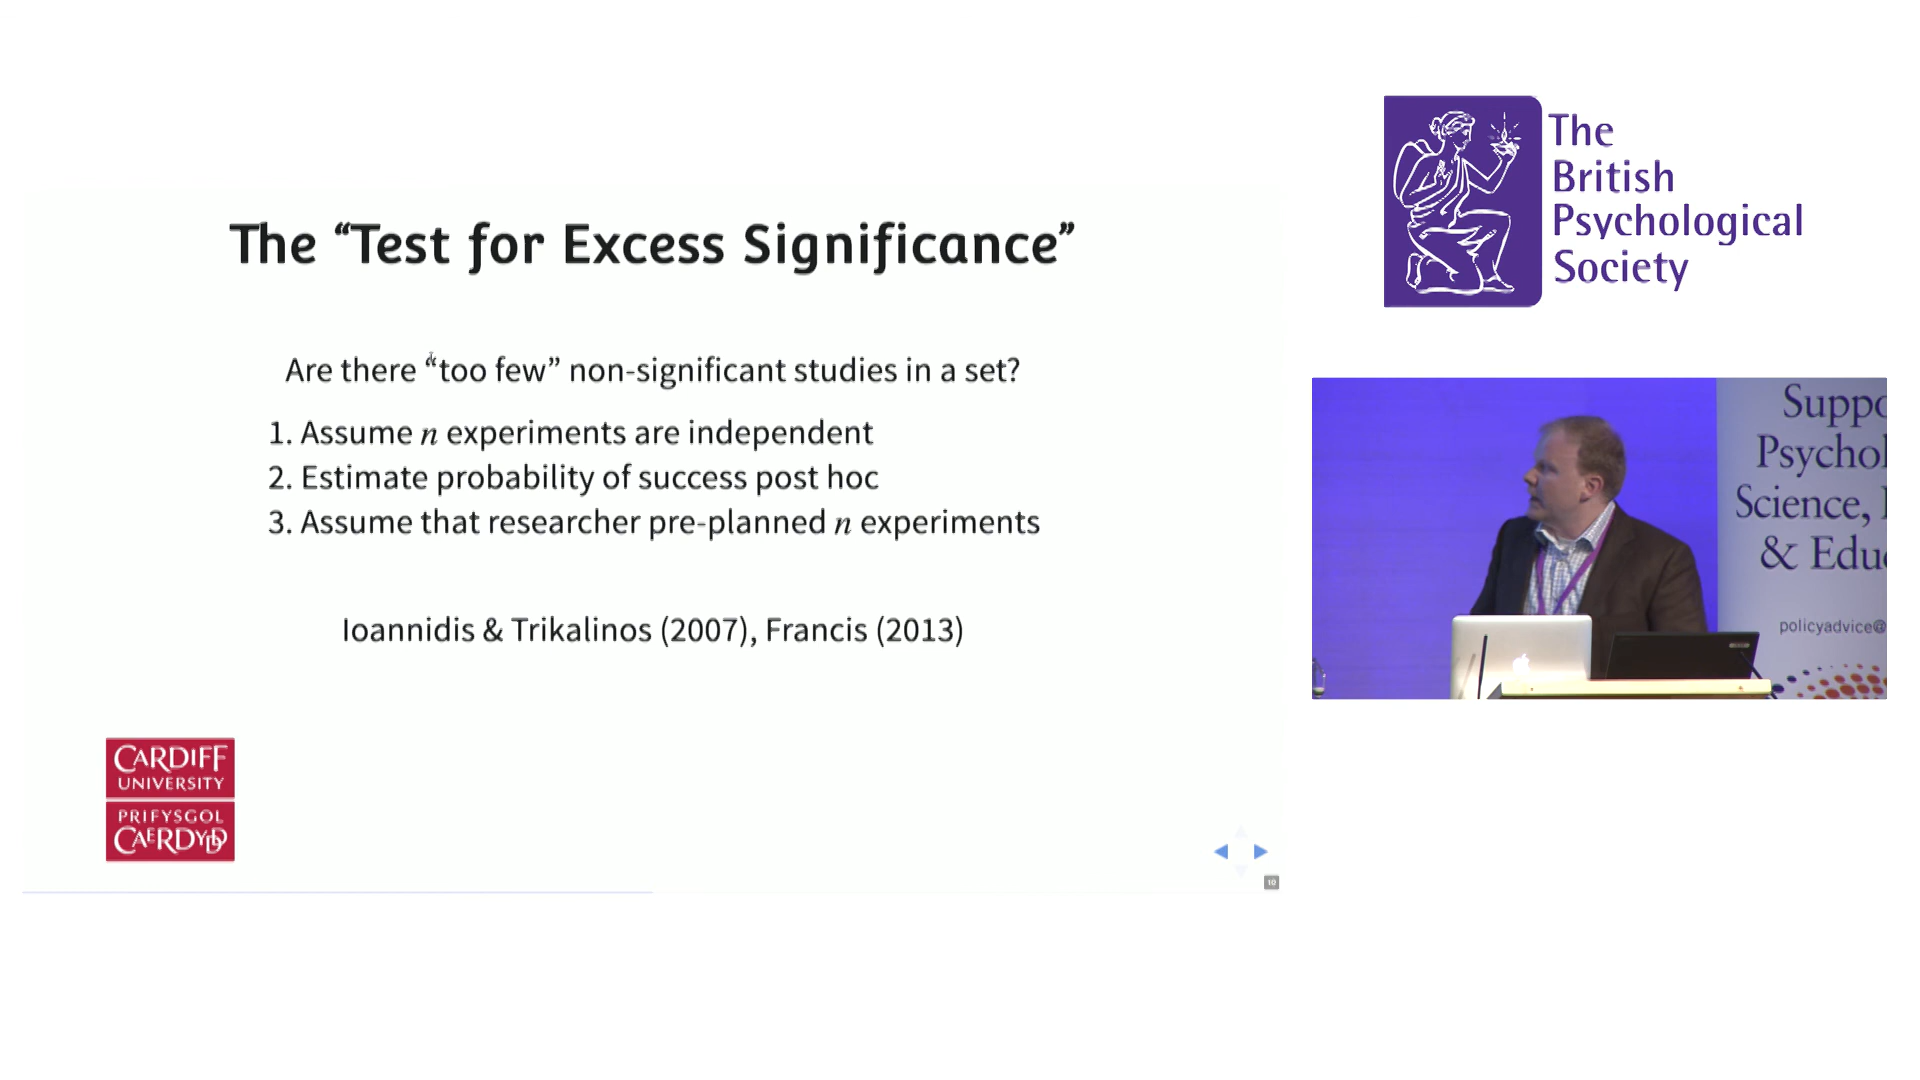 The “Test for Excess Significance”
Are there “too few” non-significant studies in a set?
1. Assume n experiments are independent
2. Estimate probability of success post hoc
3. Assume that researcher pre-planned n experiments
Ioannidis & Trikalinos (2007), Francis (2013)
CARDIFF
UNIVERSITY
PRIFYSGOL
CAERDYDD
10
The
British
Psychological
Society
Suppo
Psychol
Science,
& Edu
policyadvice@